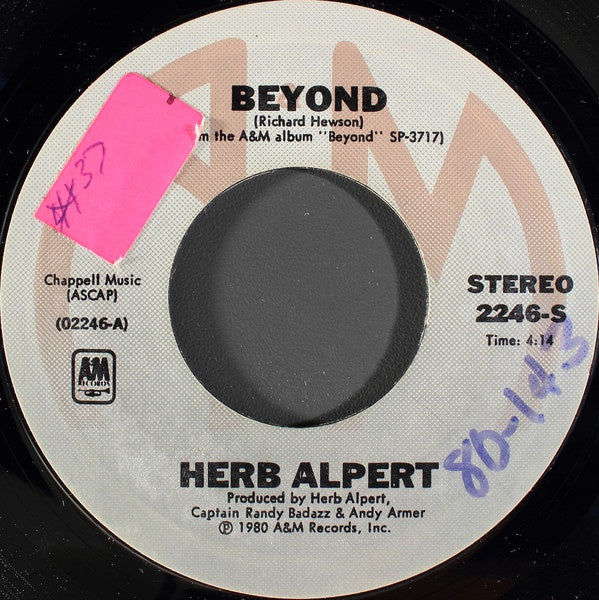 BEYOND
(Richard Hewson)
m the A&M album "Beyond" SP-3717)
#37
Chappell Music
(ASCAP)
(02246-A)
A&M
RECORDS
STEREO
2246-S
Time: 4:14
80-143
HERB ALPERT
Produced by Herb Alpert,
Captain Randy Badazz & Andy Armer
℗ 1980 A&M Records, Inc.